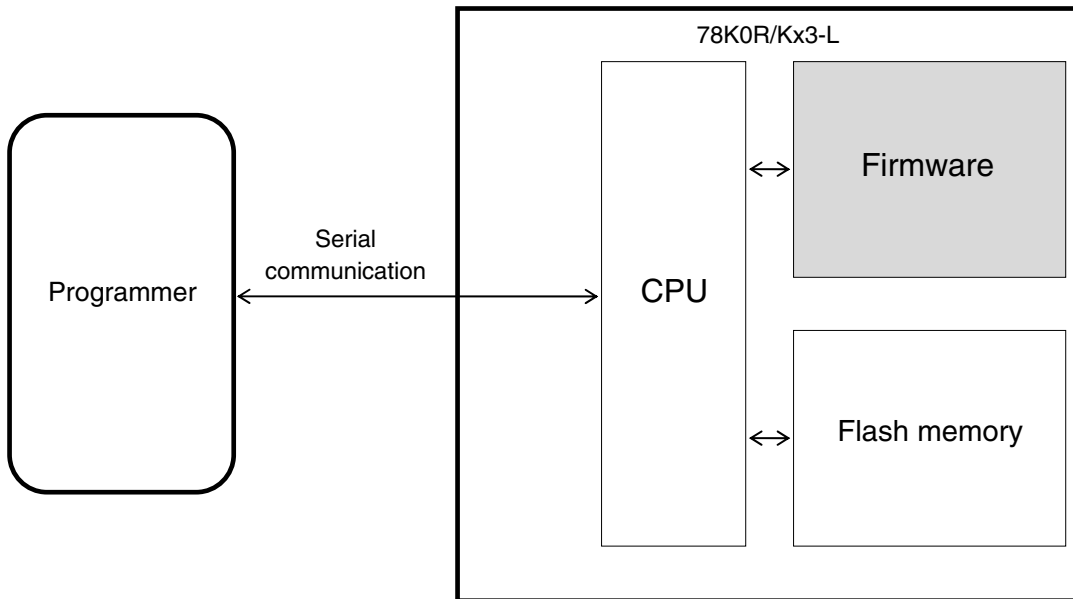 78K0R/Kx3-L
Firmware
Serial
communication
Programmer
CPU
Flash memory